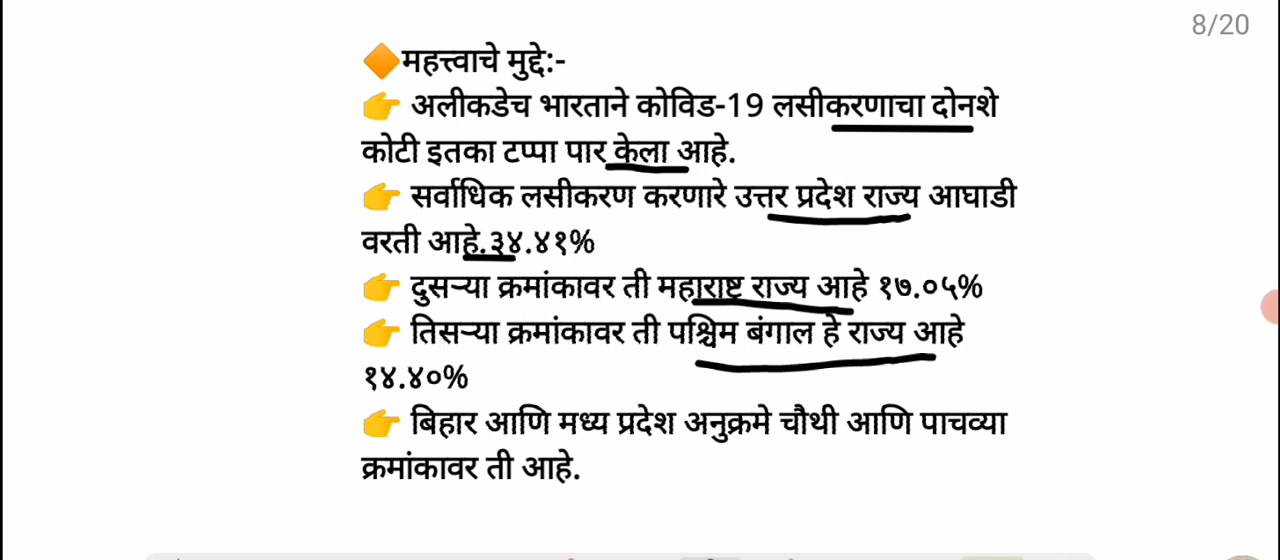 8/20
🔶महत्त्वाचे मुद्दे:-
👉 अलीकडेच भारताने कोविड-19 लसीकरणाचा दोनशे
कोटी इतका टप्पा पार केला आहे.
👉 सर्वाधिक लसीकरण करणारे उत्तर प्रदेश राज्य आघाडी
वरती आहे.३४.४१%
👉 दुसऱ्या क्रमांकावर ती महाराष्ट राज्य आहे १७.०५%
👉 तिसऱ्या क्रमांकावर ती पश्चिम बंगाल हे राज्य आहे
१४.४०%
👉 बिहार आणि मध्य प्रदेश अनुक्रमे चौथी आणि पाचव्या
क्रमांकावर ती आहे.